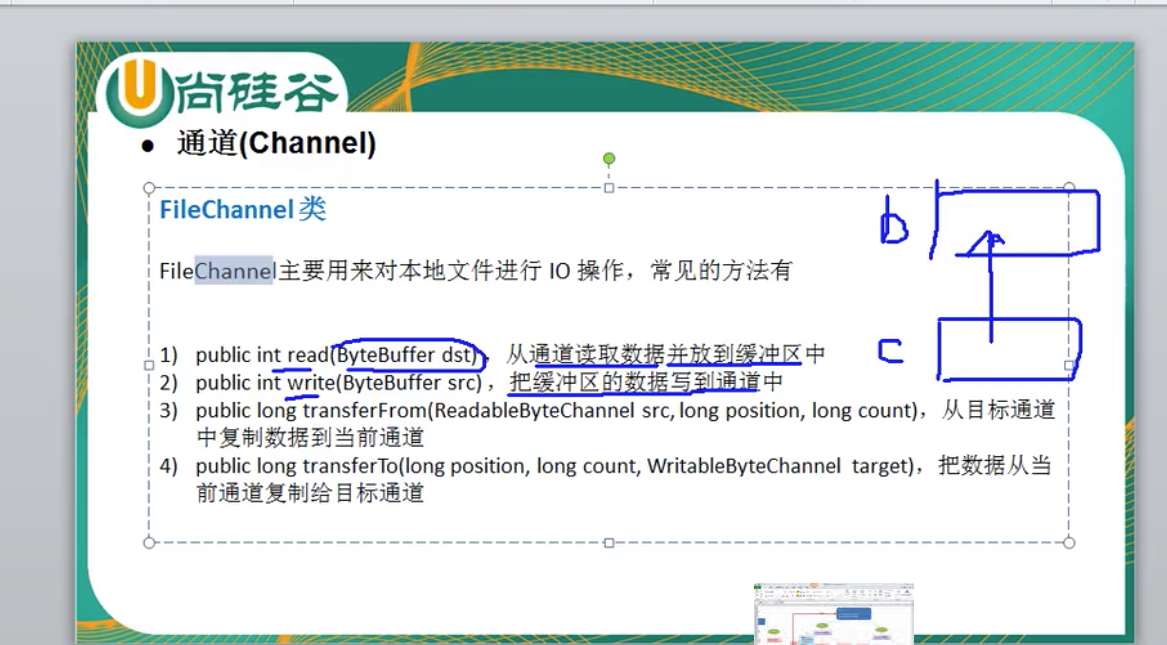 尚硅谷
● 通道(Channel)
FileChannel 类
b
FileChannel主要用来对本地文件进行 IO 操作，常见的方法有
c
1) public int read(ByteBuffer dst) ，从通道读取数据并放到缓冲区中
2) public int write(ByteBuffer src) ，把缓冲区的数据写到通道中
3) public long transferFrom(ReadableByteChannel src, long position, long count)，从目标通道
中复制数据到当前通道
4) public long transferTo(long position, long count, WritableByteChannel target)，把数据从当
前通道复制给目标通道